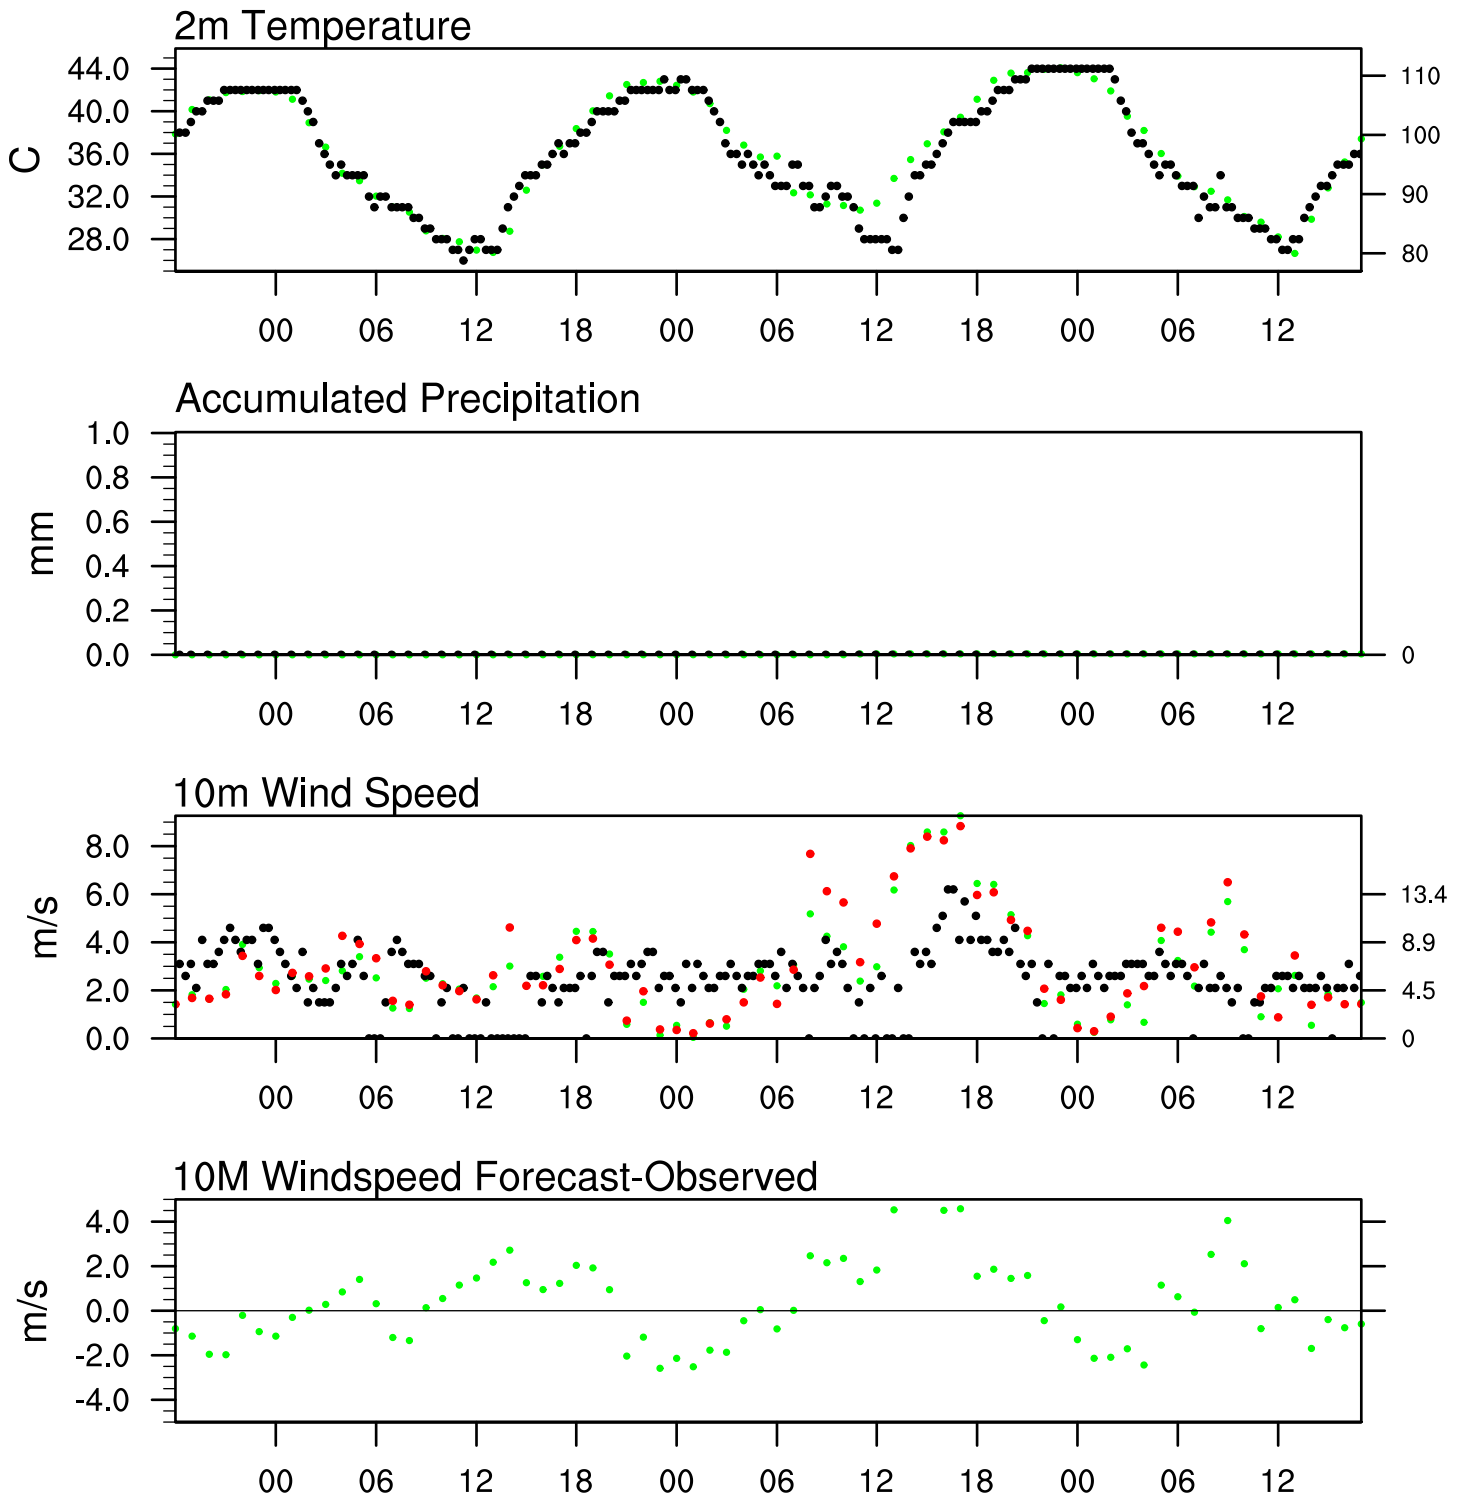 2m Temperature
44.0
40.0
36.0
32.0
28.0
C
110
100
90
80
00 06 12 18 00 06 12 18 00 06 12
Accumulated Precipitation
1.0
0.8
0.6
0.4
0.2
0.0
mm
0
00 06 12 18 00 06 12 18 00 06 12
10m Wind Speed
8.0
6.0
4.0
2.0
0.0
m/s
13.4
8.9
4.5
0
00 06 12 18 00 06 12 18 00 06 12
10M Windspeed Forecast-Observed
4.0
2.0
0.0
-2.0
-4.0
m/s
00 06 12 18 00 06 12 18 00 06 12